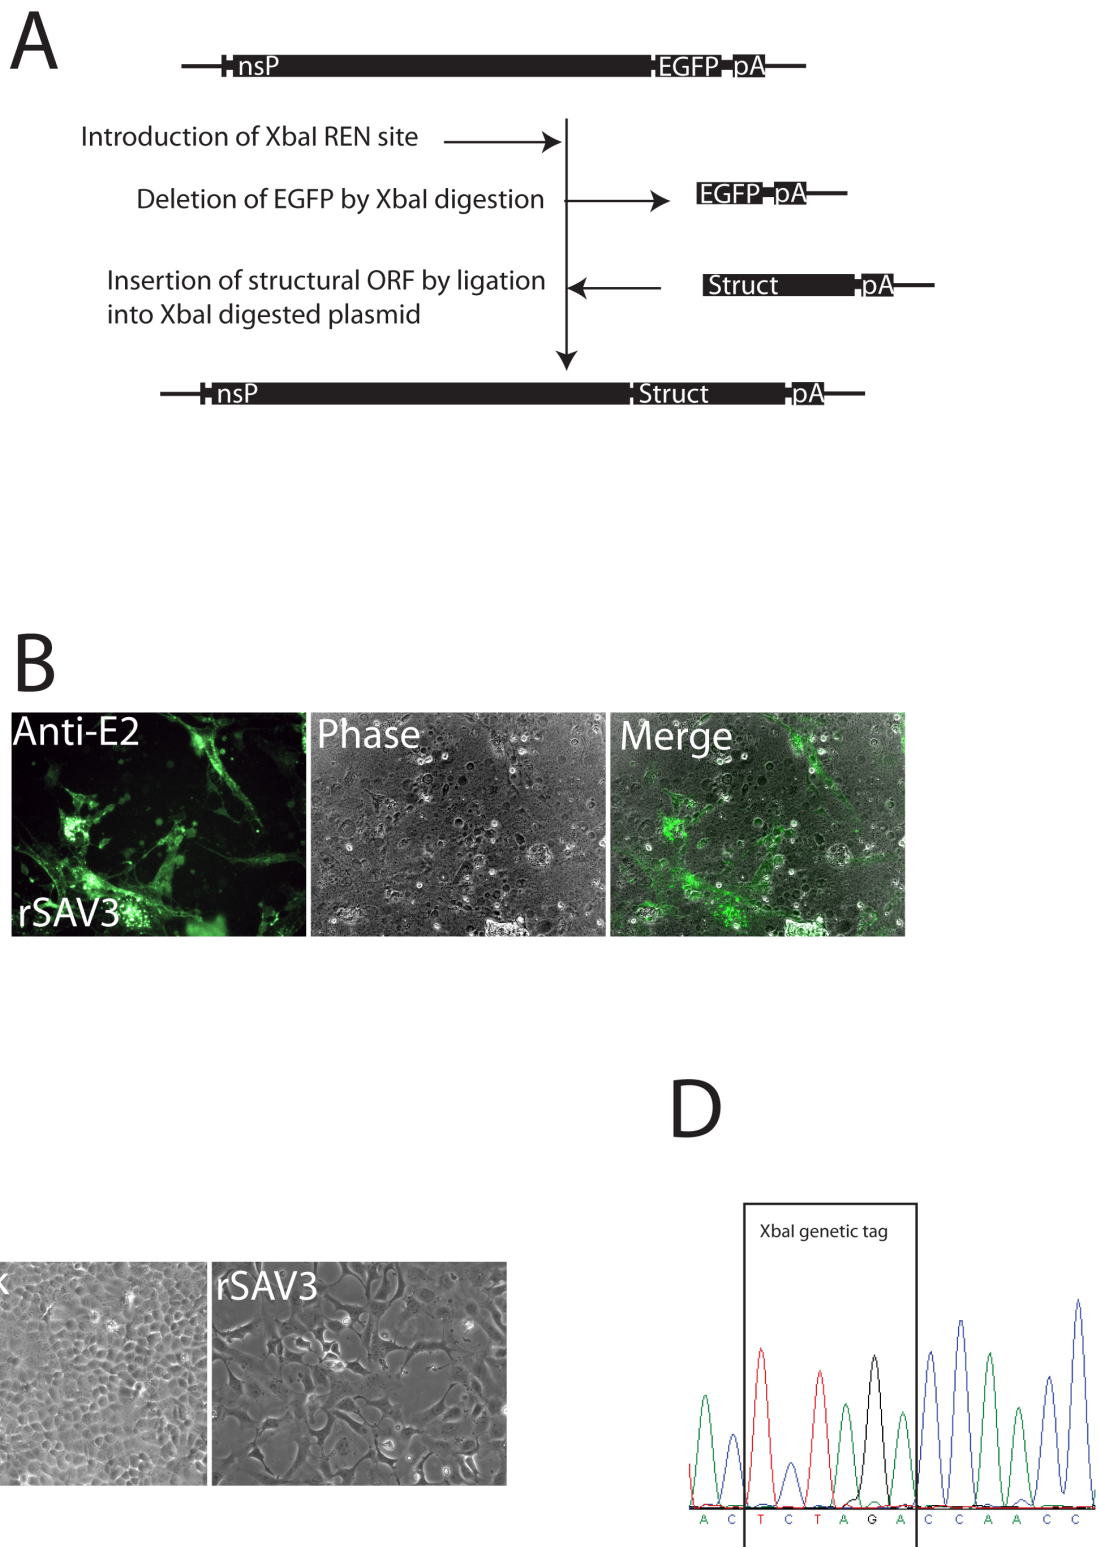 A
nsP EGFP pA
Introduction of XbaI REN site
Deletion of EGFP by XbaI digestion
EGFP pA
Insertion of structural ORF by ligation
into XbaI digested plasmid
Struct pA
nsP Struct pA
B
Anti-E2
rSAV3
Phase
Merge
D
XbaI genetic tag
rSAV3
A C T C T A G A C C A A C C